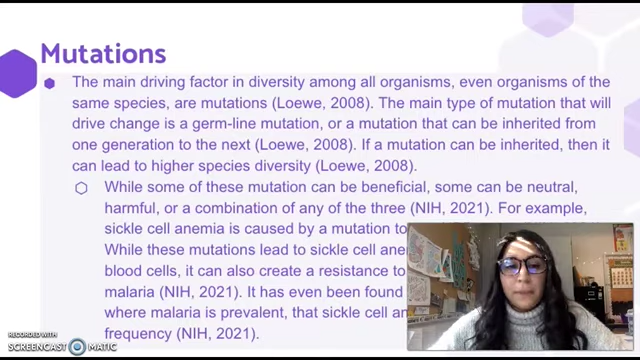 Mutations
The main driving factor in diversity among all organisms, even organisms of the
same species, are mutations (Loewe, 2008). The main type of mutation that will
drive change is a germ-line mutation, or a mutation that can be inherited from
one generation to the next (Loewe, 2008). If a mutation can be inherited, then it
can lead to higher species diversity (Loewe, 2008).
While some of these mutation can be beneficial, some can be neutral,
harmful, or a combination of any of the three (NIH, 2021). For example,
sickle cell anemia is caused by a mutation to
While these mutations lead to sickle cell
blood cells, it can also create a resistance to
malaria (NIH, 2021). It has even been found
where malaria is prevalent, that sickle cell
frequency (NIH, 2021).
RECORDED WITH
SCREENCAST MATIC